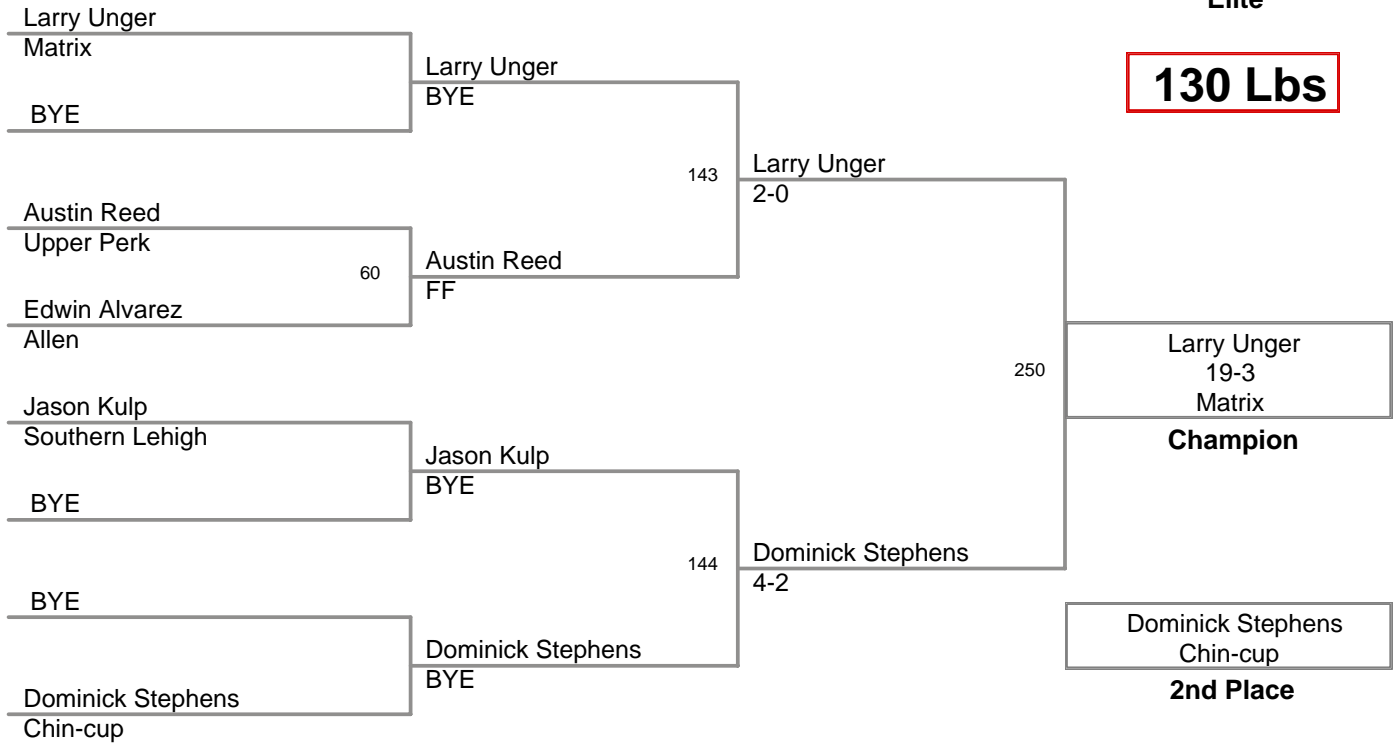 Elite
130 Lbs
Larry Unger
Matrix
BYE
Austin Reed
Upper Perk
Edwin Alvarez
Allen
Jason Kulp
Southern Lehigh
BYE
BYE
Dominick Stephens
Chin-cup
Larry Unger
BYE
60
Austin Reed
FF
Jason Kulp
BYE
Dominick Stephens
BYE
143
Larry Unger
2-0
144
Dominick Stephens
4-2
250
Larry Unger
19-3
Matrix
Champion
Dominick Stephens
Chin-cup
2nd Place